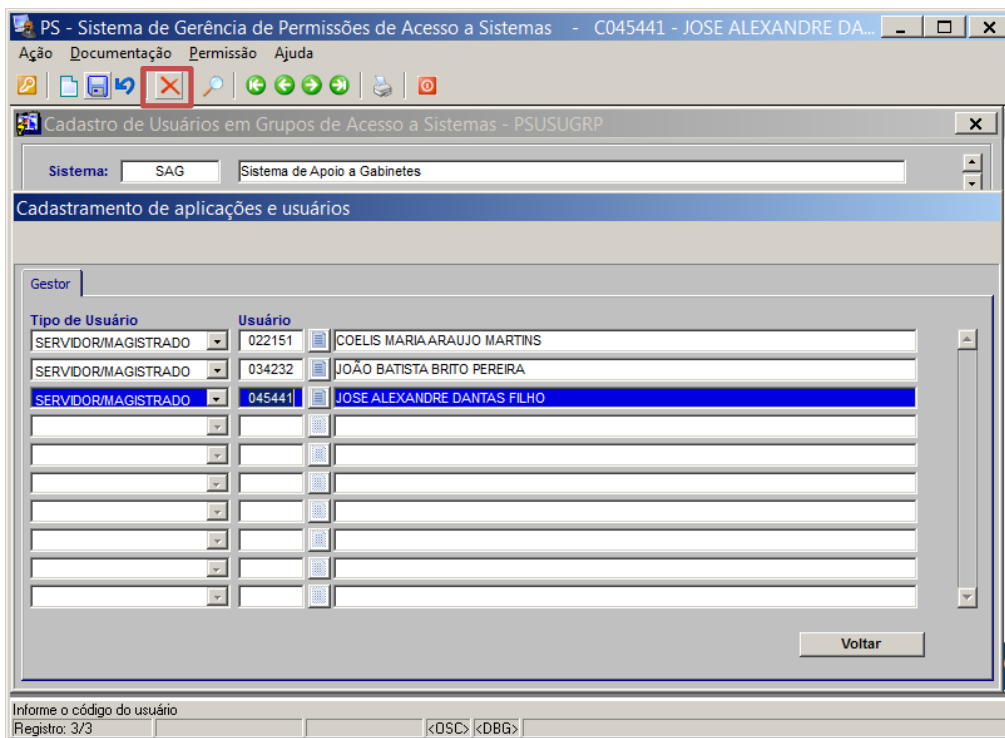 PS - Sistema de Gerência de Permissões de Acesso a Sistemas - C045441 - JOSE ALEXANDRE DA...
Ação Documentação Permissão Ajuda
Cadastro de Usuários em Grupos de Acesso a Sistemas - PSUSUGRP
Sistema: SAG Sistema de Apoio a Gabinetes
Cadastramento de aplicações e usuários
Gestor
Tipo de Usuário Usuário
SERVIDOR/MAGISTRADO 022151 COELIS MARIA ARAUJO MARTINS
SERVIDOR/MAGISTRADO 034232 JOÃO BATISTA BRITO PEREIRA
SERVIDOR/MAGISTRADO 045441 JOSE ALEXANDRE DANTAS FILHO
Voltar
Informe o código do usuário
Registro: 3/3 <OSC> <DBG>